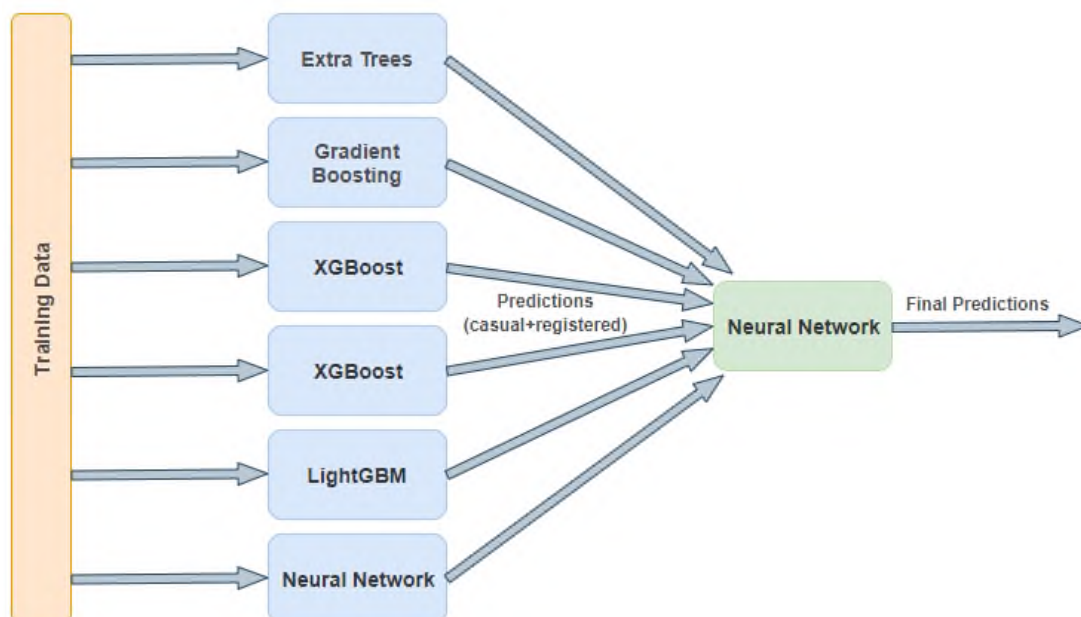 Training Data
Extra Trees
Gradient
Boosting
XGBoost
XGBoost
LightGBM
Neural Network
Predictions
(casual+registered)
Neural Network
Final Predictions